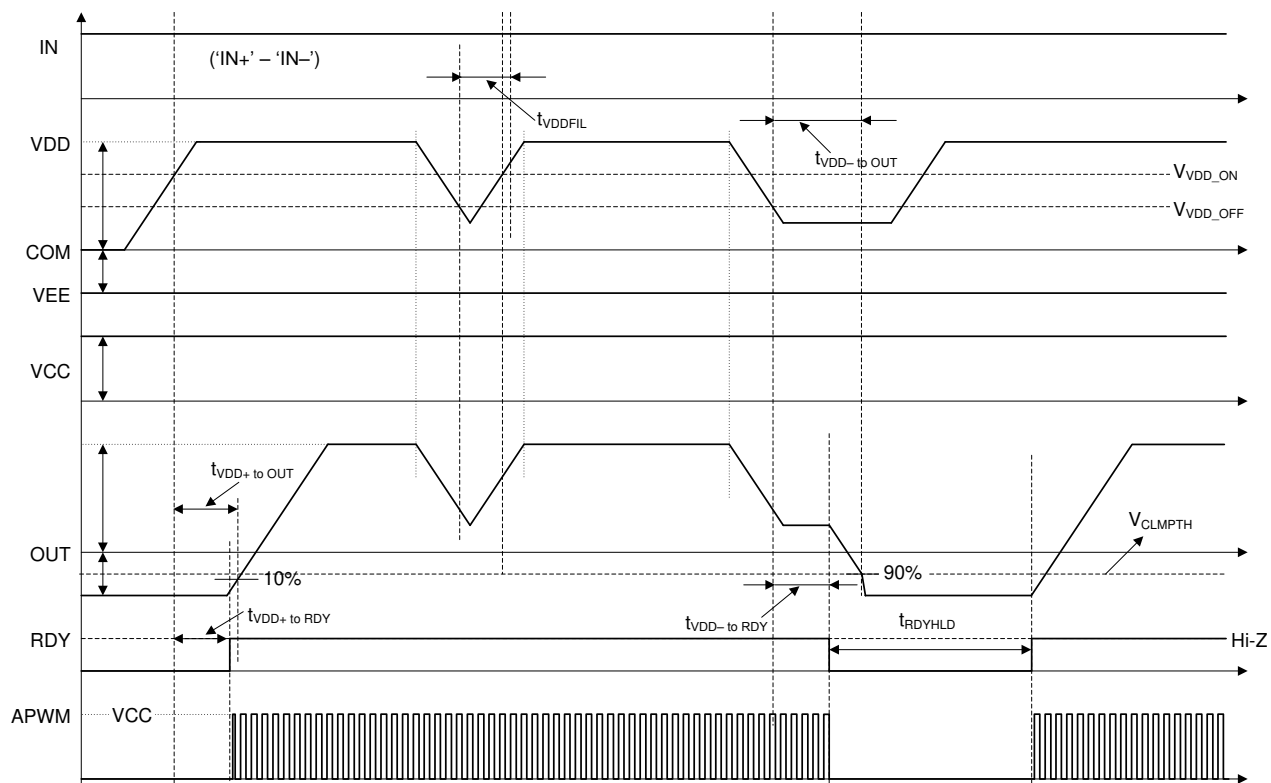 IN
('IN+' – 'IN–')
tVDDFIL
VDD
tVDD– to OUT
VVDD_ON
VVDD_OFF
COM
VEE
VCC
tVDD+ to OUT
VCLMPTH
OUT
10%
90%
tVDD+ to RDY
tVDD– to RDY
tRDYHLD
RDY
Hi-Z
APWM
VCC